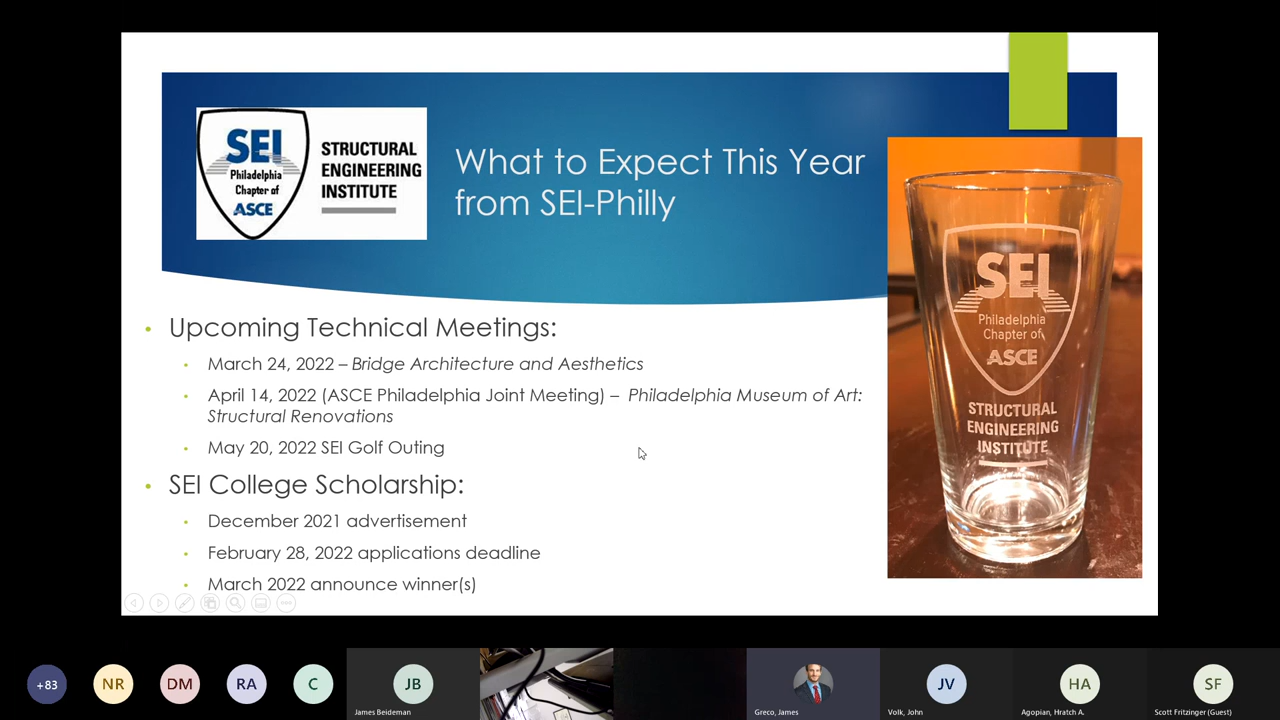 SEI
Philadelphia
Chapter of
ASCE
STRUCTURAL
ENGINEERING
INSTITUTE
What to Expect This Year
from SEI-Philly
SEI
Philadelphia
Chapter of
ASCE
STRUCTURAL
ENGINEERING
INSTITUTE
• Upcoming Technical Meetings:
• March 24, 2022 – Bridge Architecture and Aesthetics
• April 14, 2022 (ASCE Philadelphia Joint Meeting) – Philadelphia Museum of Art:
Structural Renovations
• May 20, 2022 SEI Golf Outing
• SEI College Scholarship:
• December 2021 advertisement
• February 28, 2022 applications deadline
• March 2022 announce winner(s)
+83
NR
DM
RA
C
JB
James Beideman
Greco, James
JV
Volk, John
HA
Agopian, Hratch A.
SF
Scott Fritzinger (Guest)